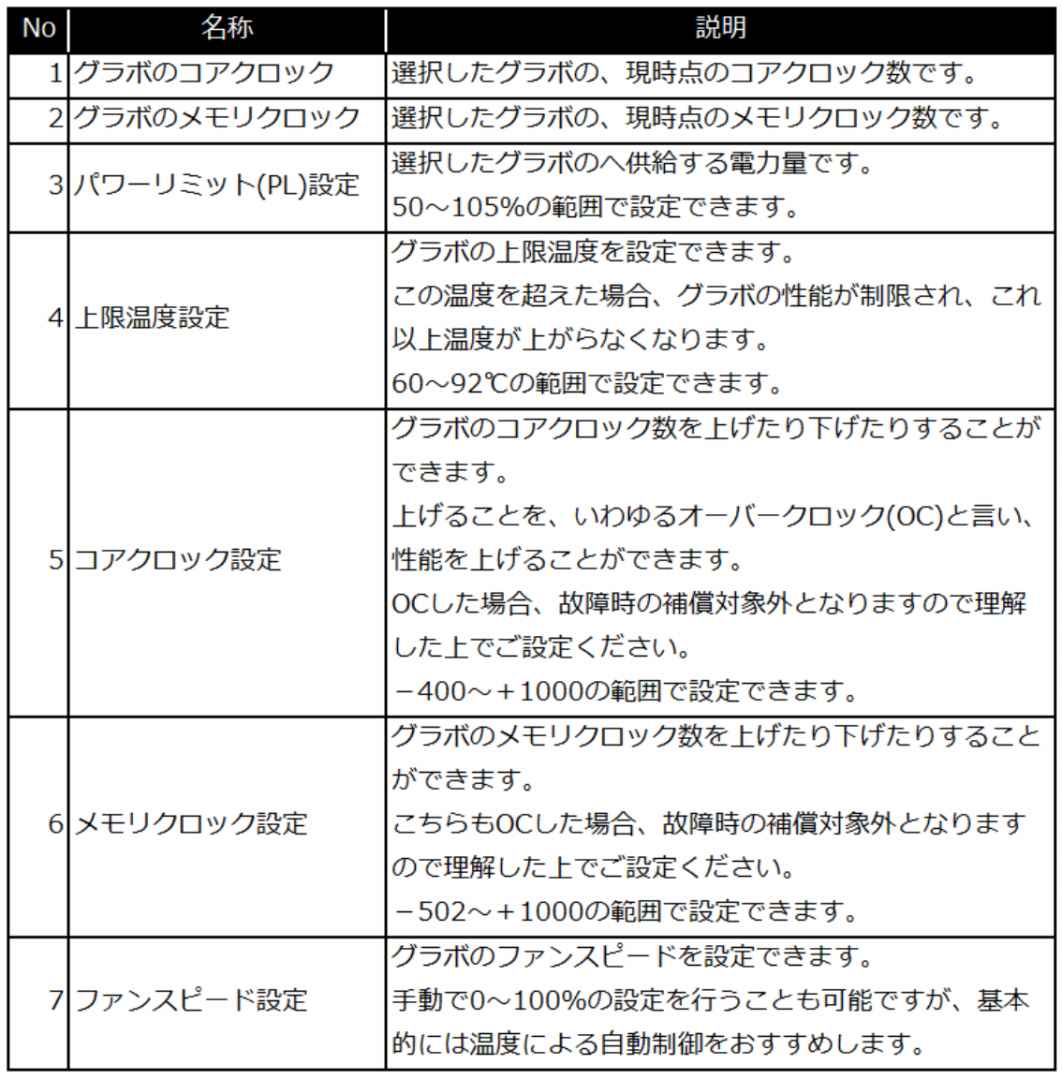 No 名称 説明
1 グラボのコアクロック 選択したグラボの、現時点のコアクロック数です。
2 グラボのメモリクロック 選択したグラボの、現時点のメモリクロック数です。
3 パワーリミット(PL)設定 選択したグラボのへ供給する電力量です。
50～105%の範囲で設定できます。
4 上限温度設定 グラボの上限温度を設定できます。
この温度を超えた場合、グラボの性能が制限され、これ
以上温度が上がらなくなります。
60～92℃の範囲で設定できます。
5 コアクロック設定 グラボのコアクロック数を上げたり下げたりすることが
できます。
上げることを、いわゆるオーバークロック(OC)と言い、
性能を上げることができます。
OCした場合、故障時の補償対象外となりますので理解
した上でご設定ください。
－400～＋1000の範囲で設定できます。
6 メモリクロック設定 グラボのメモリクロック数を上げたり下げたりすること
ができます。
こちらもOCした場合、故障時の補償対象外となります
ので理解した上でご設定ください。
－502～＋1000の範囲で設定できます。
7 ファンスピード設定 グラボのファンスピードを設定できます。
手動で0～100%の設定を行うことも可能ですが、基本
的には温度による自動制御をおすすめします。